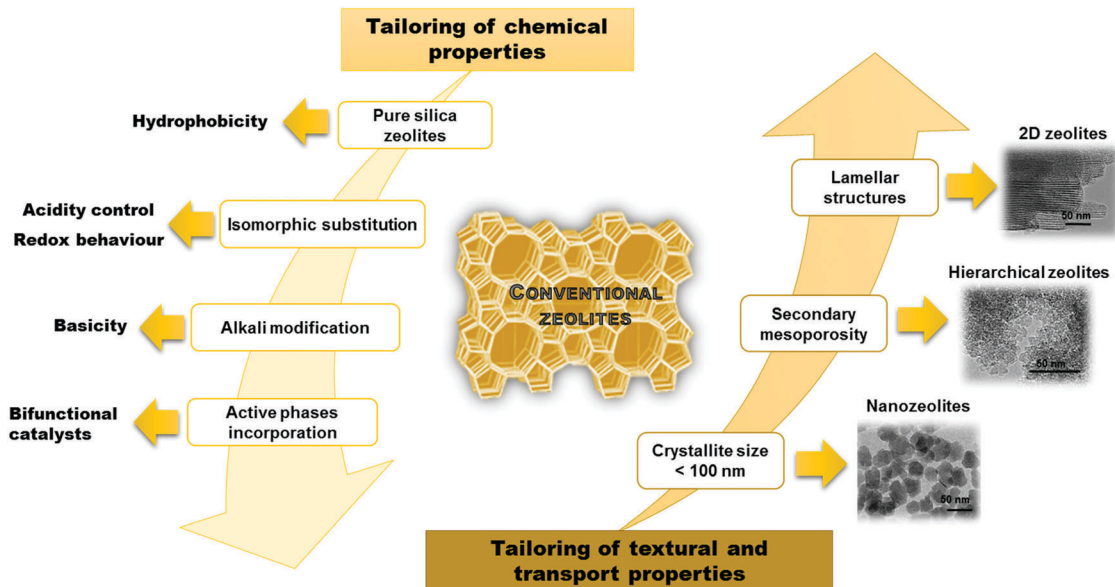 Tailoring of chemical
properties
Hydrophobicity
Pure silica
zeolites
Acidity control
Redox behaviour
Isomorphic substitution
Basicity
Alkali modification
Bifunctional
catalysts
Active phases
incorporation
CONVENTIONAL
ZEOLITES
2D zeolites
Lamellar
structures
50 nm
Hierarchical zeolites
Secondary
mesoporosity
50 nm
Nanozeolites
Crystallite size
< 100 nm
50 nm
Tailoring of textural and
transport properties